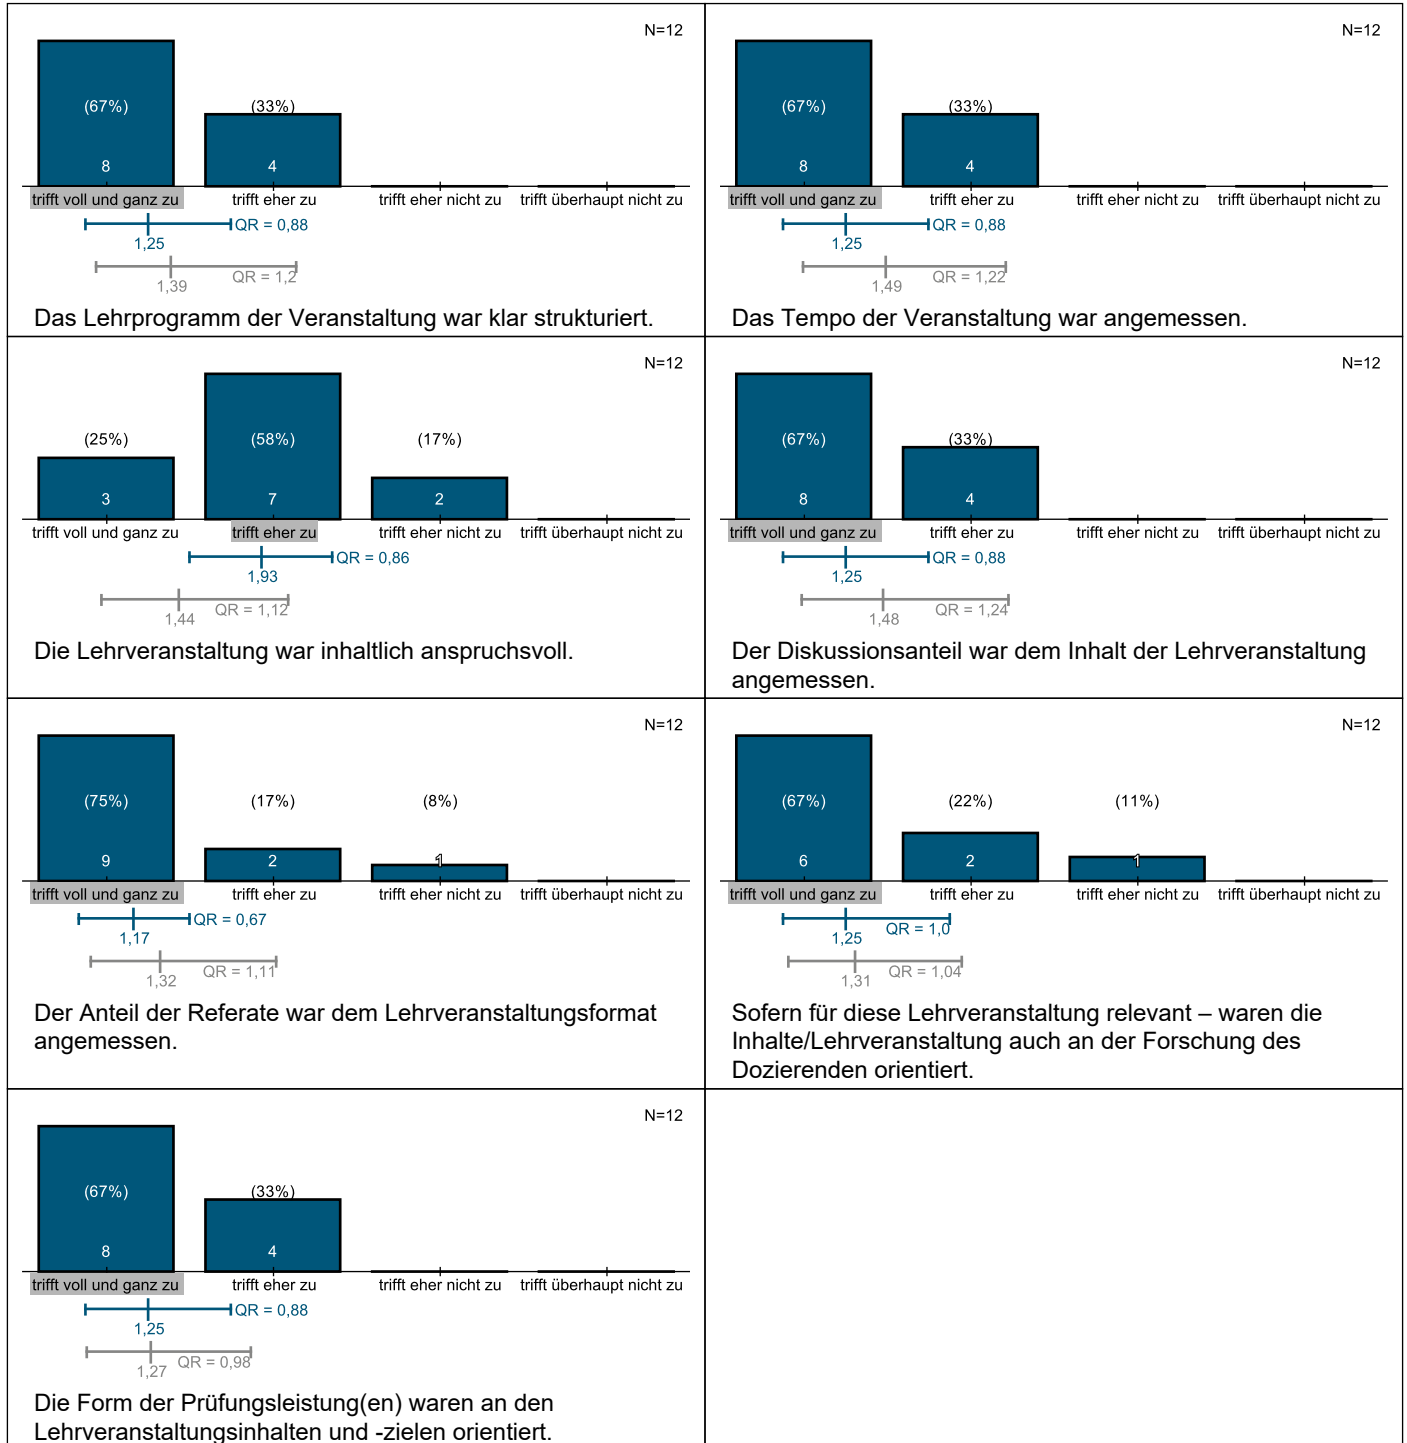 N=12
(67%) (33%)
8 4
trifft voll und ganz zu trifft eher zu trifft eher nicht zu trifft überhaupt nicht zu
QR = 0,88
1,25
QR = 1,2
1,39
Das Lehrprogramm der Veranstaltung war klar strukturiert.
N=12
(67%) (33%)
8 4
trifft voll und ganz zu trifft eher zu trifft eher nicht zu trifft überhaupt nicht zu
QR = 0,88
1,25
QR = 1,22
1,49
Das Tempo der Veranstaltung war angemessen.
N=12
(25%) (58%) (17%)
3 7 2
trifft voll und ganz zu trifft eher zu trifft eher nicht zu trifft überhaupt nicht zu
QR = 0,86
1,93
QR = 1,12
1,44
Die Lehrveranstaltung war inhaltlich anspruchsvoll.
N=12
(67%) (33%)
8 4
trifft voll und ganz zu trifft eher zu trifft eher nicht zu trifft überhaupt nicht zu
QR = 0,88
1,25
QR = 1,24
1,48
Der Diskussionsanteil war dem Inhalt der Lehrveranstaltung
angemessen.
N=12
(75%) (17%) (8%)
9 2 1
trifft voll und ganz zu trifft eher zu trifft eher nicht zu trifft überhaupt nicht zu
QR = 0,67
1,17
QR = 1,11
1,32
Der Anteil der Referate war dem Lehrveranstaltungsformat
angemessen.
N=12
(67%) (22%) (11%)
6 2 1
trifft voll und ganz zu trifft eher zu trifft eher nicht zu trifft überhaupt nicht zu
QR = 1,0
1,25
QR = 1,04
1,31
Sofern für diese Lehrveranstaltung relevant – waren die
Inhalte/Lehrveranstaltung auch an der Forschung des
Dozierenden orientiert.
N=12
(67%) (33%)
8 4
trifft voll und ganz zu trifft eher zu trifft eher nicht zu trifft überhaupt nicht zu
QR = 0,88
1,25
QR = 0,98
1,27
Die Form der Prüfungsleistung(en) waren an den
Lehrveranstaltungsinhalten und -zielen orientiert.